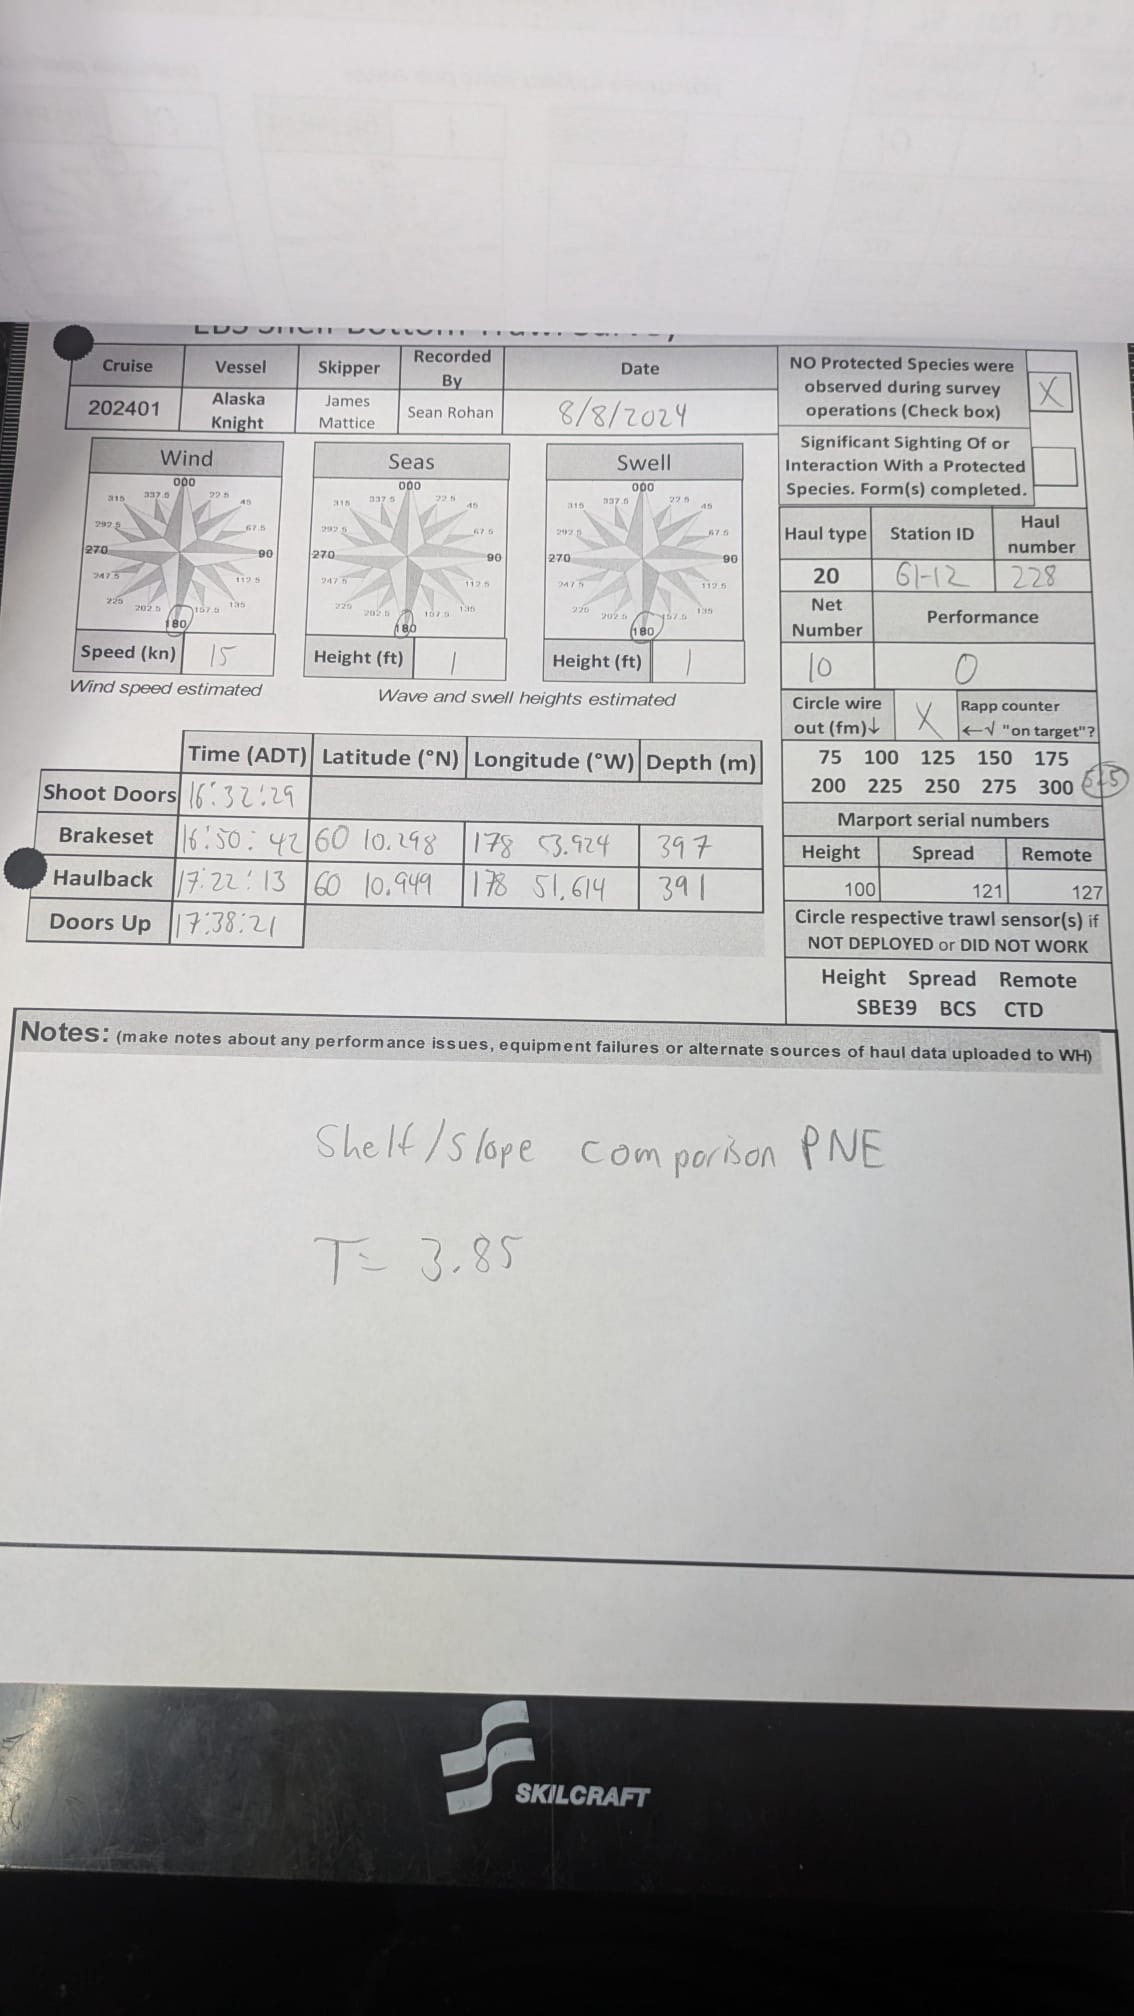 EBS Shelf Bottom Trawl Survey
Cruise Vessel Skipper Recorded By Date
202401 Alaska Knight James Mattice Sean Rohan 8/8/2024
NO Protected Species were
observed during survey
operations (Check box) X
Significant Sighting Of or
Interaction With a Protected
Species. Form(s) completed.
Wind
000
337.5 22.5
315 45
292.5 67.5
270 90
247.5 112.5
225 135
202.5 157.5
180
Speed (kn) 15
Wind speed estimated
Seas
000
337.5 22.5
315 45
292.5 67.5
270 90
247.5 112.5
225 135
202.5 157.5
180
Height (ft) 1
Swell
000
337.5 22.5
315 45
292.5 67.5
270 90
247.5 112.5
225 135
202.5 157.5
180
Height (ft) 1
Wave and swell heights estimated
Haul type Station ID Haul number
20 61-12 228
Net Number Performance
10 0
Circle wire out (fm)↓ X Rapp counter
←√ "on target"?
75 100 125 150 175
200 225 250 275 300
Marport serial numbers
Height Spread Remote
100 121 127
Circle respective trawl sensor(s) if
NOT DEPLOYED or DID NOT WORK
Height Spread Remote
SBE39 BCS CTD
Time (ADT) Latitude (°N) Longitude (°W) Depth (m)
Shoot Doors 16:32:29
Brakeset 16:50:42 60 10.298 178 53.924 397
Haulback 17:22:13 60 10.949 178 51.614 391
Doors Up 17:38:21
Notes: (make notes about any performance issues, equipment failures or alternate sources of haul data uploaded to WH)
Shelf/Slope comparison PNE
T= 3.85
SKILCRAFT